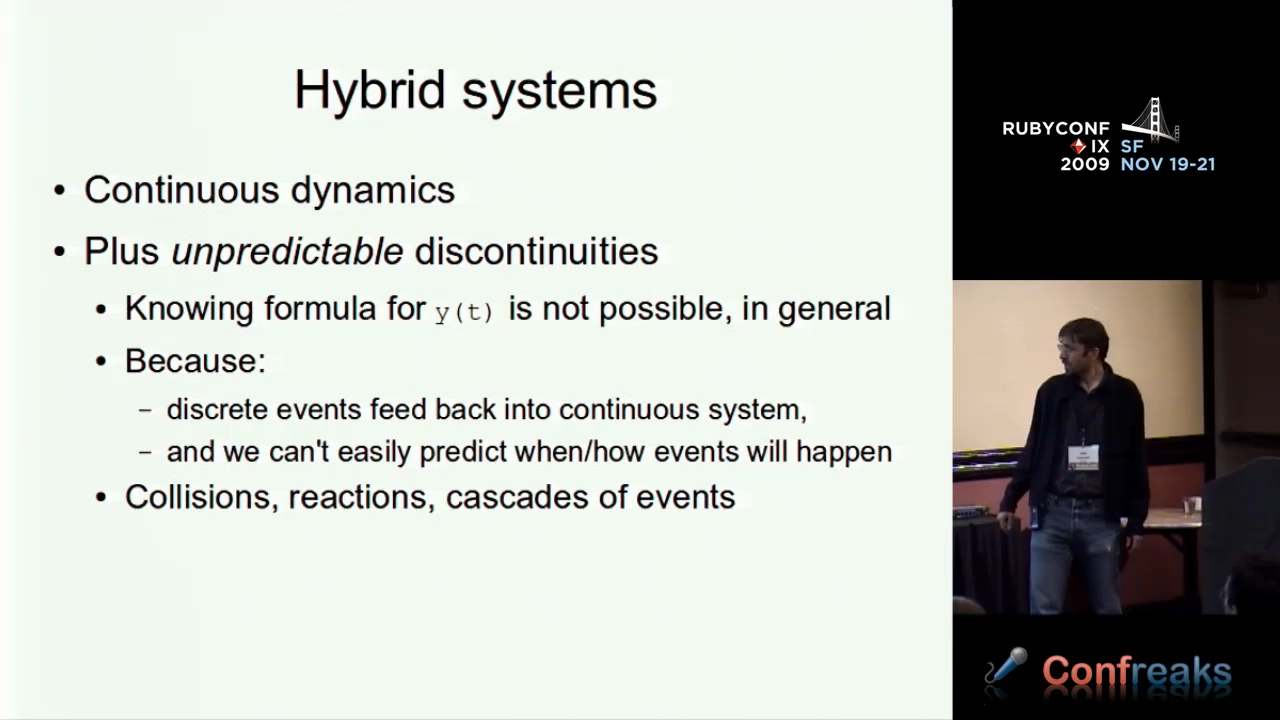 Hybrid systems
• Continuous dynamics
• Plus unpredictable discontinuities
• Knowing formula for y(t) is not possible, in general
• Because:
– discrete events feed back into continuous system,
– and we can't easily predict when/how events will happen
• Collisions, reactions, cascades of events
RUBYCONF
IX SF
2009 NOV 19-21
Confreaks